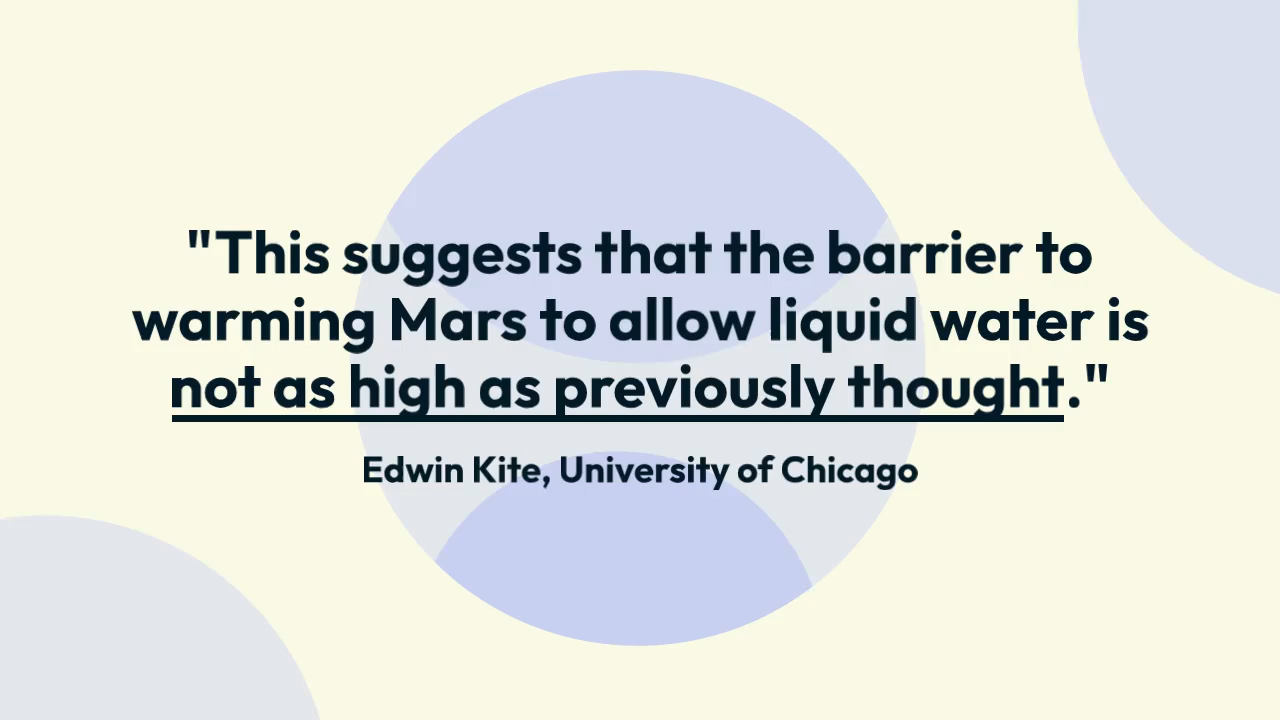 "This suggests that the barrier to
warming Mars to allow liquid water is
not as high as previously thought."
Edwin Kite, University of Chicago